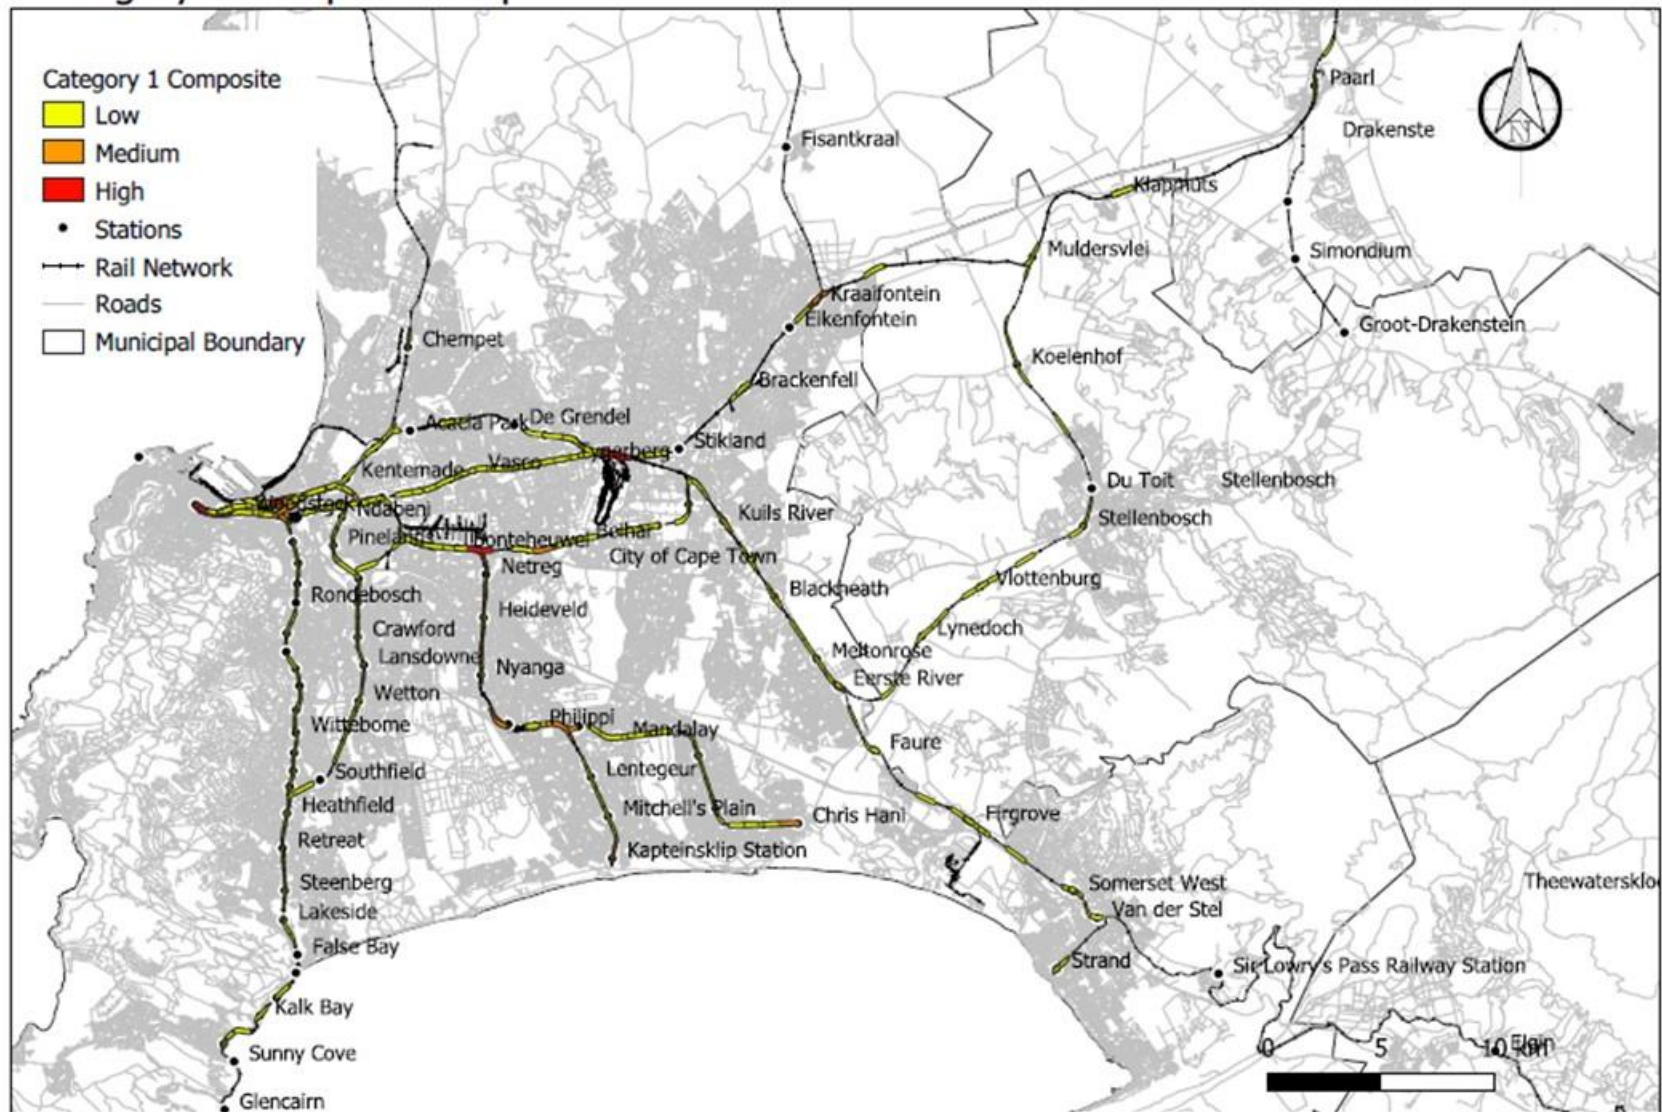 Category 1 Composite
Low
Medium
High
Stations
Rail Network
Roads
Municipal Boundary
N
Paarl
Drakenste
Fisantkraal
Klapmuts
Muldersvlei
Simondium
Kraaifontein
Eikenfontein
Groot-Drakenstein
Chempet
Koelenhof
Brackenfell
Acacia Park
De Grendel
Stikland
Kentemade
Vasco
Du Toit
Stellenbosch
Woodstock
Ndabeni
Kuils River
Stellenbosch
Pinelands
Bonteheuwel
Belhar
City of Cape Town
Netreg
Vlottenburg
Rondebosch
Heideveld
Blackheath
Crawford
Lynedoch
Lansdowne
Nyanga
Meltonrose
Eerste River
Wetton
Wittebome
Philippi
Mandalay
Faure
Southfield
Lentegeur
Heathfield
Mitchell's Plain
Chris Hani
Firgrove
Retreat
Kapteinsklip Station
Steenberg
Somerset West
Theewaterskloo
Lakeside
Van der Stel
False Bay
Strand
Sir Lowry's Pass Railway Station
Kalk Bay
Sunny Cove
0 5 10 km
Elgin
Glencairn